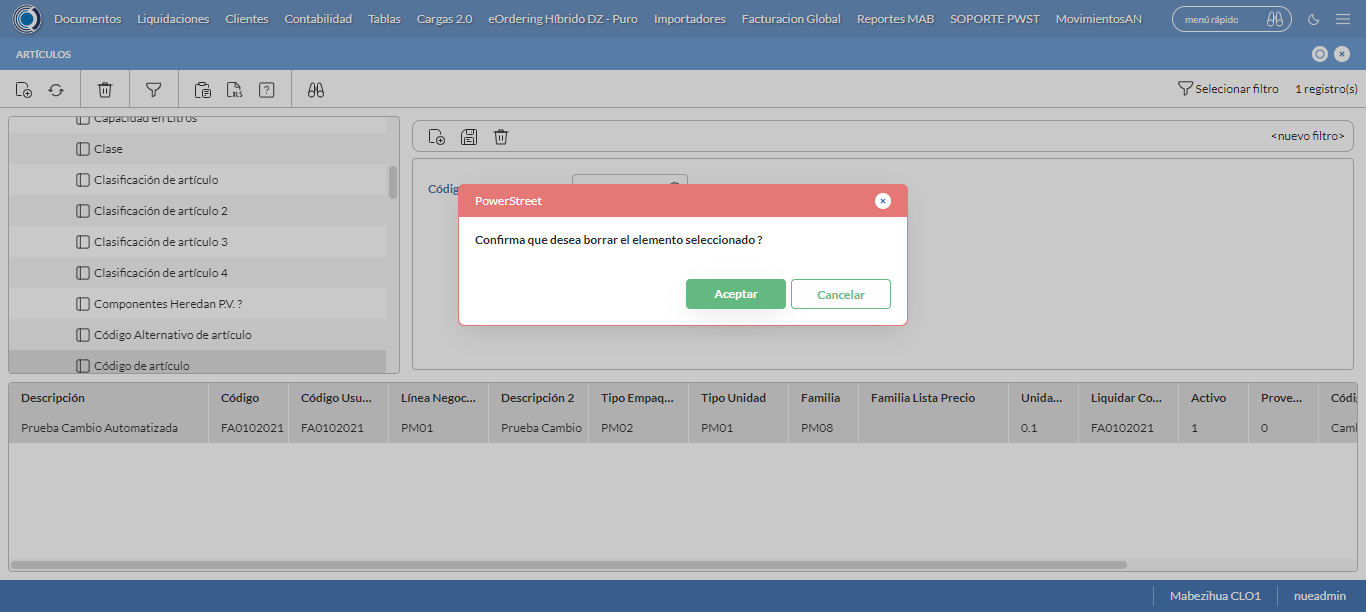 Documentos Liquidaciones Clientes Contabilidad Tablas Cargas 2.0 eOrdering Híbrido DZ - Puro Importadores Facturacion Global Reportes MAB SOPORTE PWST MovimientosAN menú rápido
ARTÍCULOS
XLS ? Selecionar filtro 1 registro(s)
Capacidad en Litros
<nuevo filtro>
Clase
Clasificación de artículo
Clasificación de artículo 2
Clasificación de artículo 3
Clasificación de artículo 4
Componentes Heredan P.V. ?
Código Alternativo de artículo
Código de artículo
Códig
PowerStreet
Confirma que desea borrar el elemento seleccionado ?
Aceptar Cancelar
Descripción Código Código Usu... Línea Negoc... Descripción 2 Tipo Empaq... Tipo Unidad Familia Familia Lista Precio Unida... Liquidar Co... Activo Prove... Códi
Prueba Cambio Automatizada FA0102021 FA0102021 PM01 Prueba Cambio PM02 PM01 PM08 0.1 FA0102021 1 0 Caml
Mabezihua CLO1 nueadmin